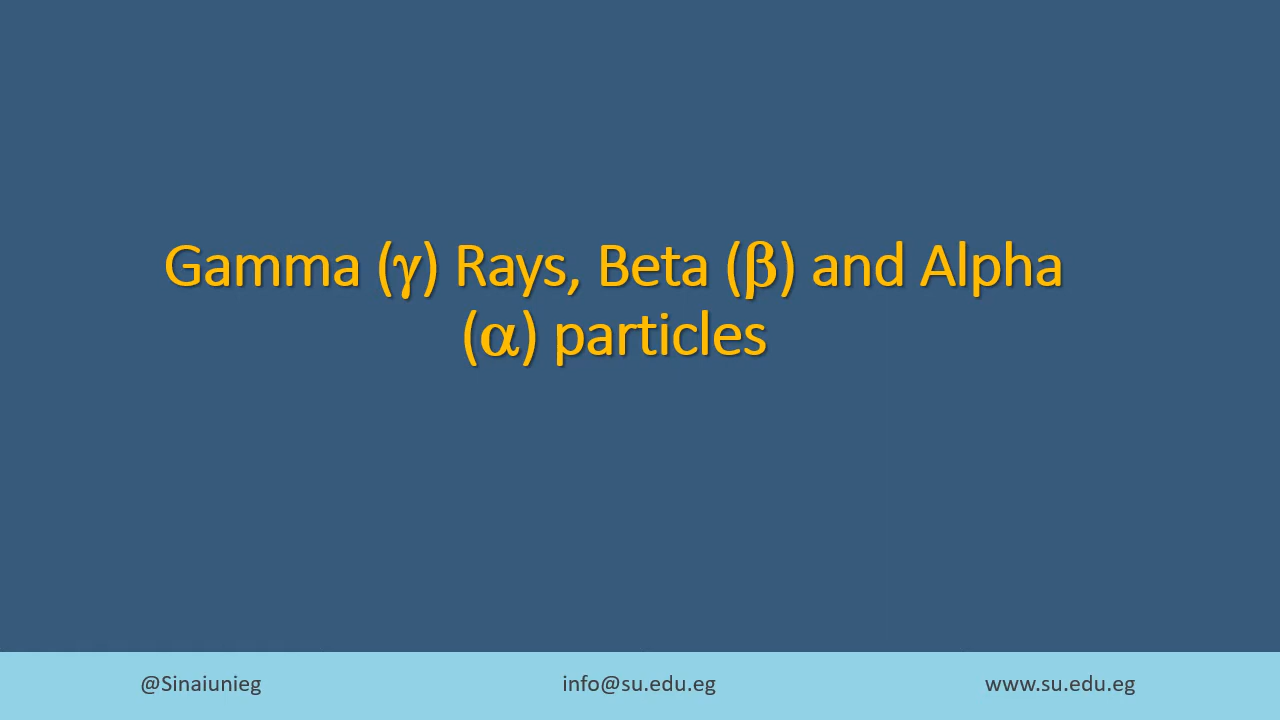 Gamma (γ) Rays, Beta (β) and Alpha
(α) particles
@Sinaiunieg
info@su.edu.eg
www.su.edu.eg